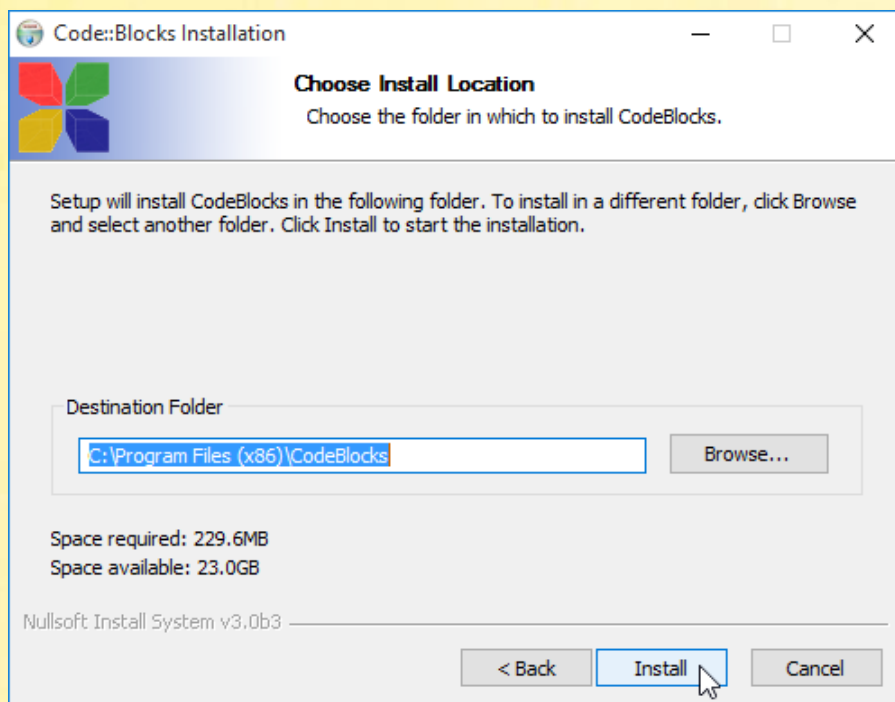 Code::Blocks Installation
Choose Install Location
Choose the folder in which to install CodeBlocks.
Setup will install CodeBlocks in the following folder. To install in a different folder, click Browse
and select another folder. Click Install to start the installation.
Destination Folder
C:\Program Files (x86)\CodeBlocks
Browse...
Space required: 229.6MB
Space available: 23.0GB
Nullsoft Install System v3.0b3
< Back
Install
Cancel